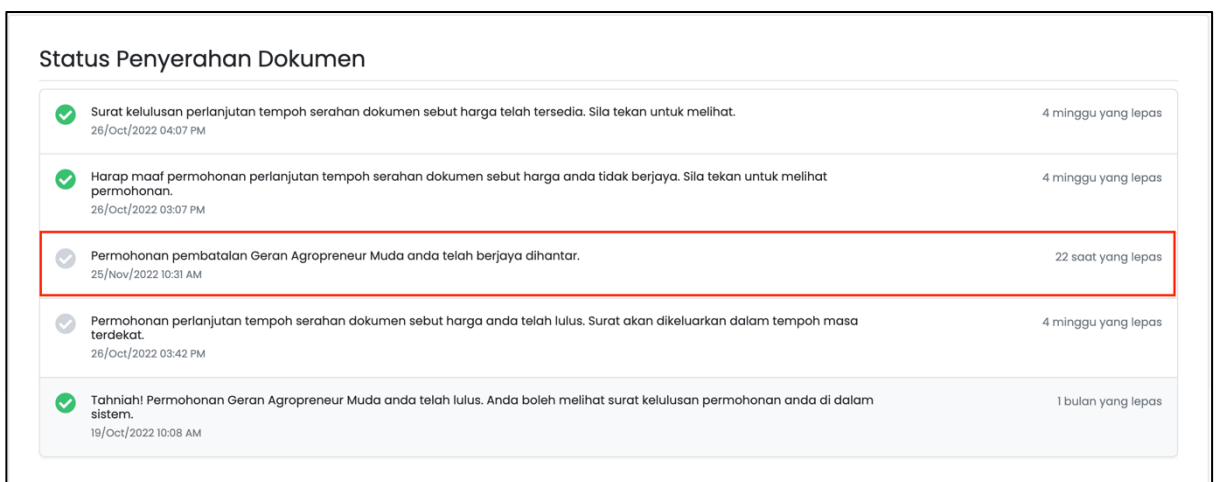 Status Penyerahan Dokumen
Surat kelulusan perlanjutan tempoh serahan dokumen sebut harga telah tersedia. Sila tekan untuk melihat.
4 minggu yang lepas
26/Oct/2022 04:07 PM
Harap maaf permohonan perlanjutan tempoh serahan dokumen sebut harga anda tidak berjaya. Sila tekan untuk melihat
4 minggu yang lepas
permohonan.
26/Oct/2022 03:07 PM
Permohonan pembatalan Geran Agropreneur Muda anda telah berjaya dihantar.
22 saat yang lepas
25/Nov/2022 10:31 AM
Permohonan perlanjutan tempoh serahan dokumen sebut harga anda telah lulus. Surat akan dikeluarkan dalam tempoh masa
4 minggu yang lepas
terdekat.
26/Oct/2022 03:42 PM
Tahniah! Permohonan Geran Agropreneur Muda anda telah lulus. Anda boleh melihat surat kelulusan permohonan anda di dalam
1 bulan yang lepas
sistem.
19/Oct/2022 10:08 AM